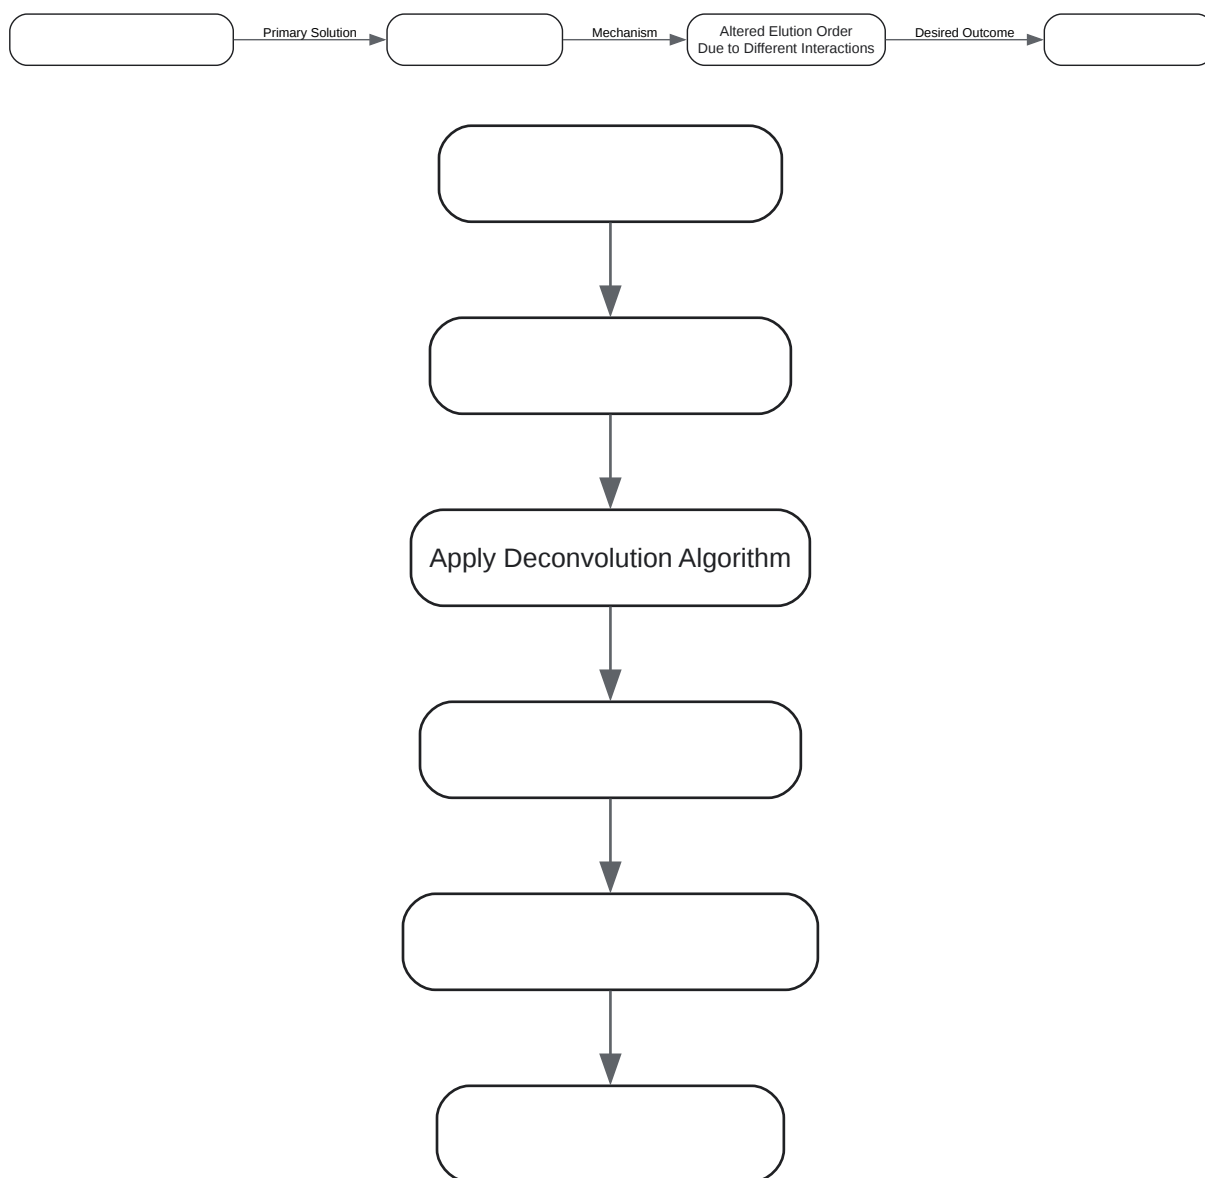 Primary Solution
Mechanism
Altered Elution Order
Due to Different Interactions
Desired Outcome
Apply Deconvolution Algorithm